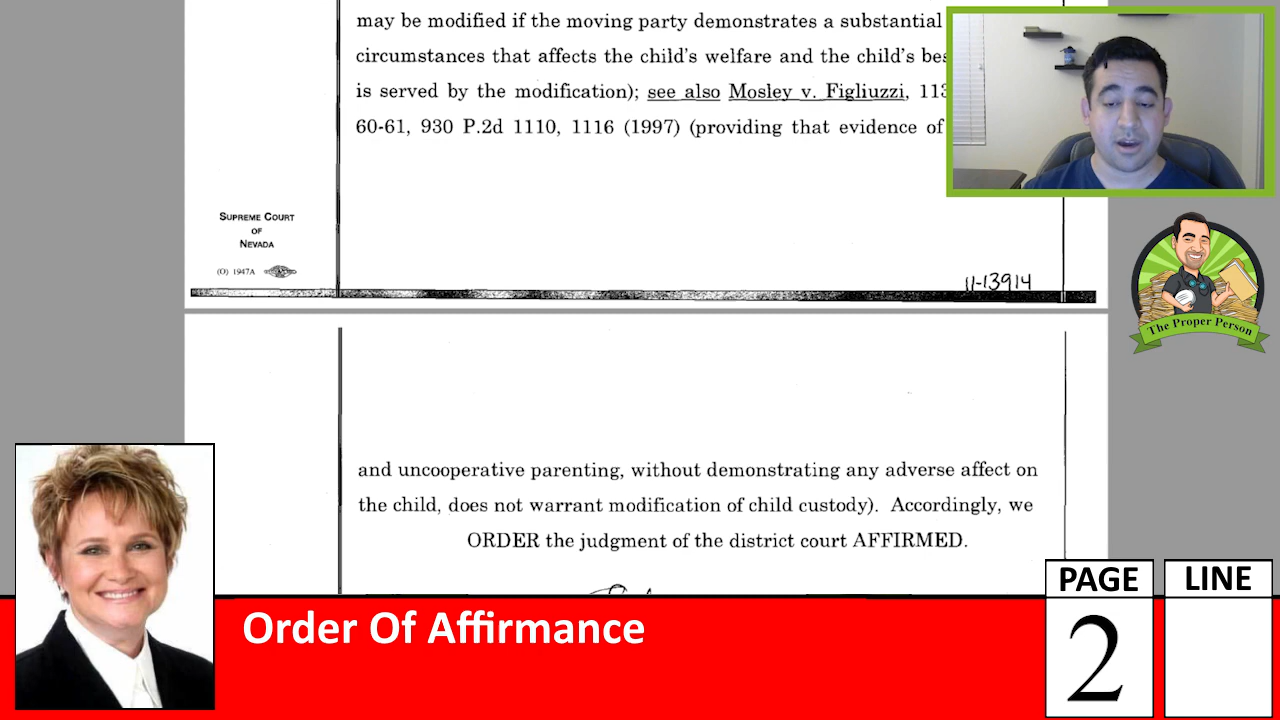 may be modified if the moving party demonstrates a substantial
circumstances that affects the child's welfare and the child's
is served by the modification); see also Mosley v. Figliuzzi,
60-61, 930 P.2d 1110, 1116 (1997) (providing that evidence of
SUPREME COURT
OF
NEVADA
(O) 1947A
11-13914
The Proper Person
and uncooperative parenting, without demonstrating any adverse affect on
the child, does not warrant modification of child custody). Accordingly, we
ORDER the judgment of the district court AFFIRMED.
Order Of Affirmance
PAGE
2
LINE